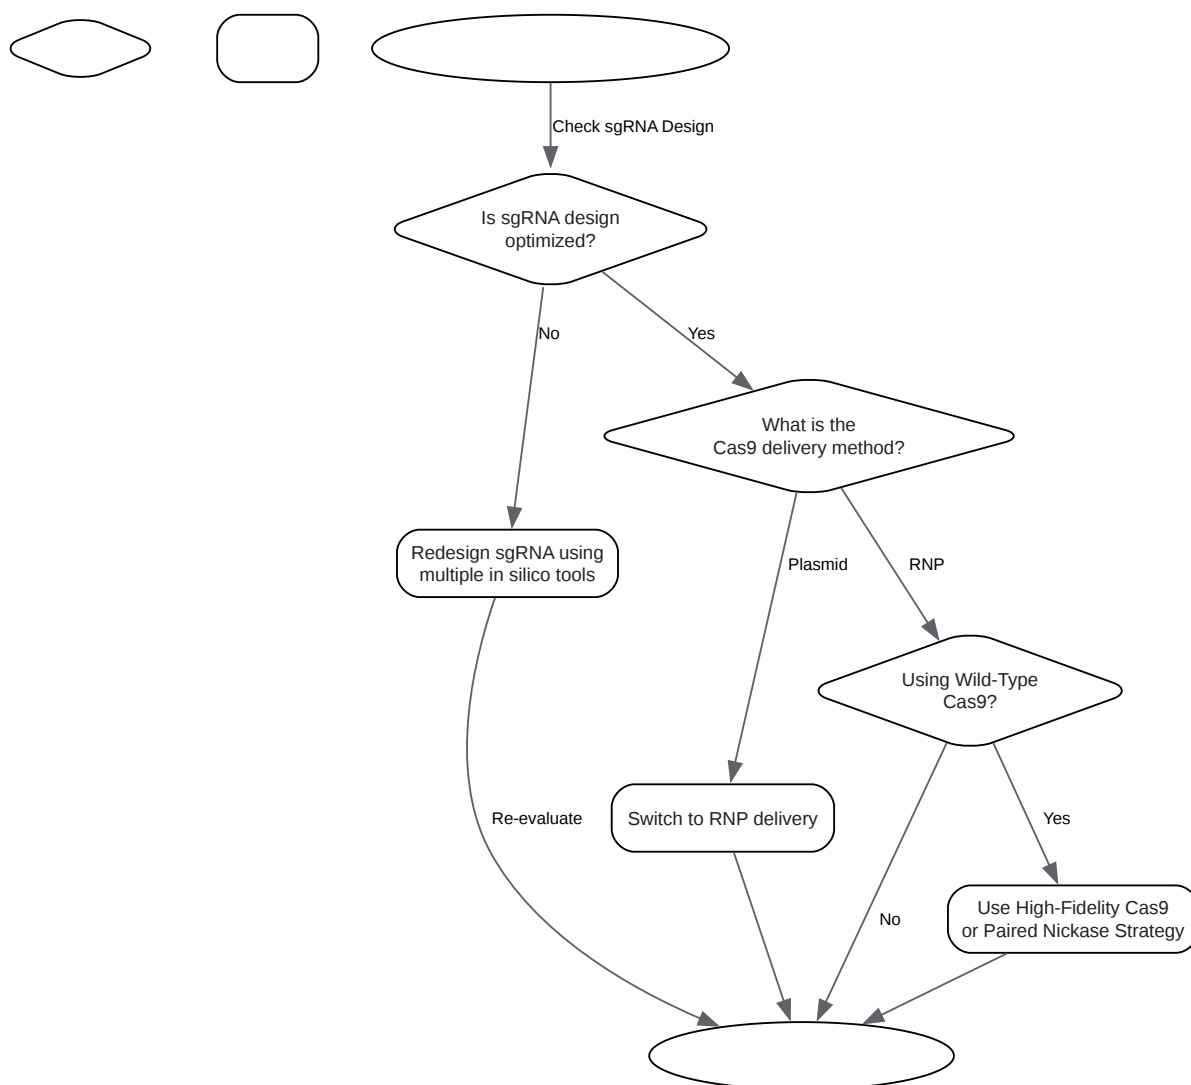 Check sgRNA Design
Is sgRNA design
optimized?
No
Yes
What is the
Cas9 delivery method?
Redesign sgRNA using
multiple in silico tools
Plasmid
RNP
Using Wild-Type
Cas9?
Re-evaluate
Switch to RNP delivery
Yes
No
Use High-Fidelity Cas9
or Paired Nickase Strategy